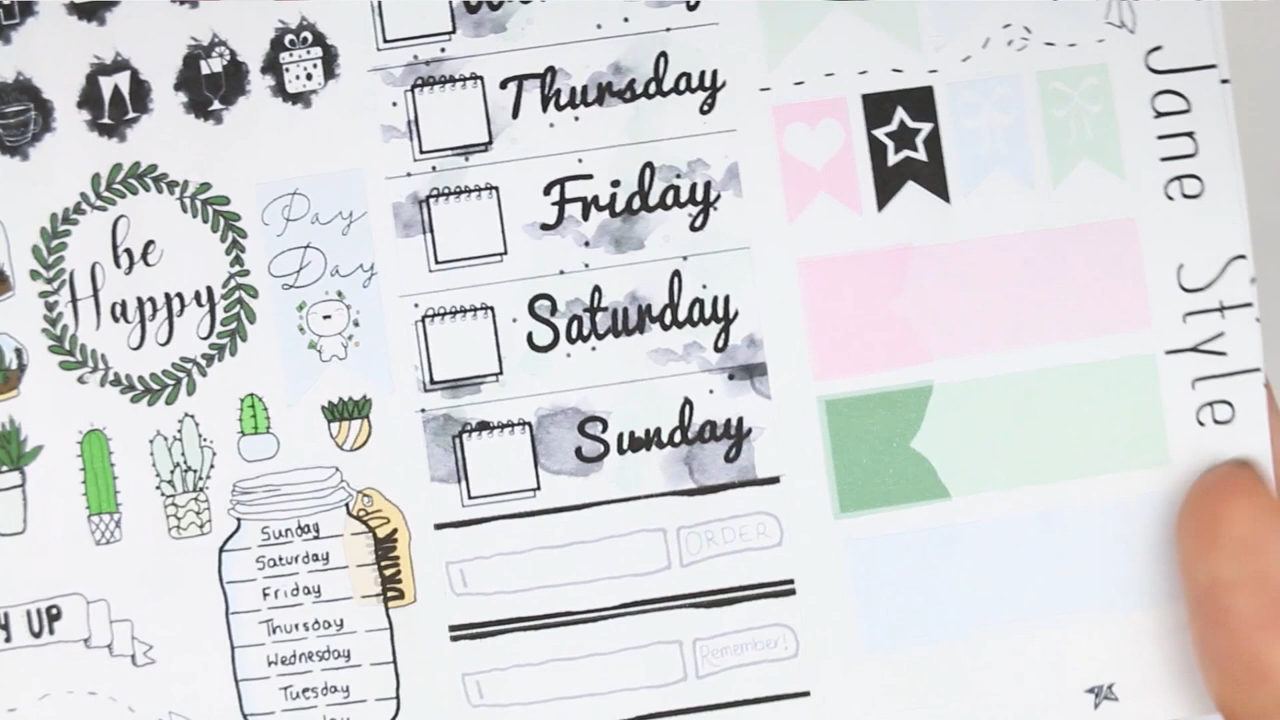 Thursday
Friday
Saturday
Sunday
be
Happy
Pay
Day
DRINK UP
Sunday
Saturday
Friday
Thursday
Wednesday
Tuesday
UP
ORDER
Remember!
Jane Style